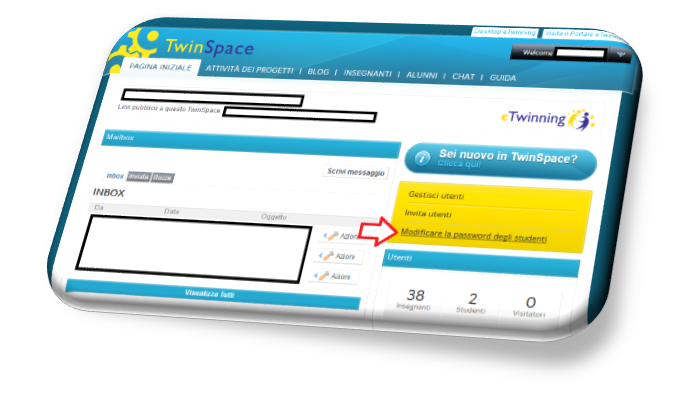 Desktop eTwinning
Visita il Portale eTwinning
TwinSpace
Welcome
PAGINA INIZIALE | ATTIVITÀ DEI PROGETTI | BLOG | INSEGNANTI | ALUNNI | CHAT | GUIDA
Link pubblico a questo TwinSpace
eTwinning
Mailbox
Scrivi messaggio
Inbox Inviata Bozze
INBOX
Da Data Oggetto
Azioni
Azioni
Azioni
Visualizza tutti
Sei nuovo in TwinSpace?
Clicca qui!
Gestisci utenti
Invita utenti
Modificare la password degli studenti
Utenti
38 2 0
Insegnanti Studenti Visitatori